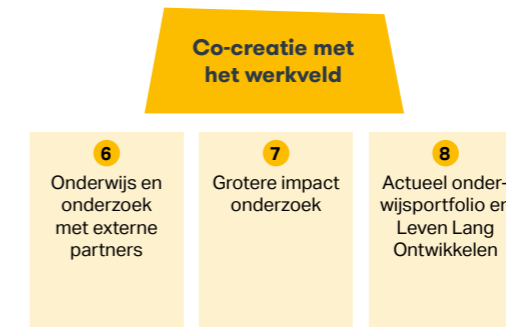 Co-creatie met
het werkveld
6
Onderwijs en
onderzoek
met externe
partners
7
Grotere impact
onderzoek
8
Actueel onder-
wijsportfolio en
Leven Lang
Ontwikkelen